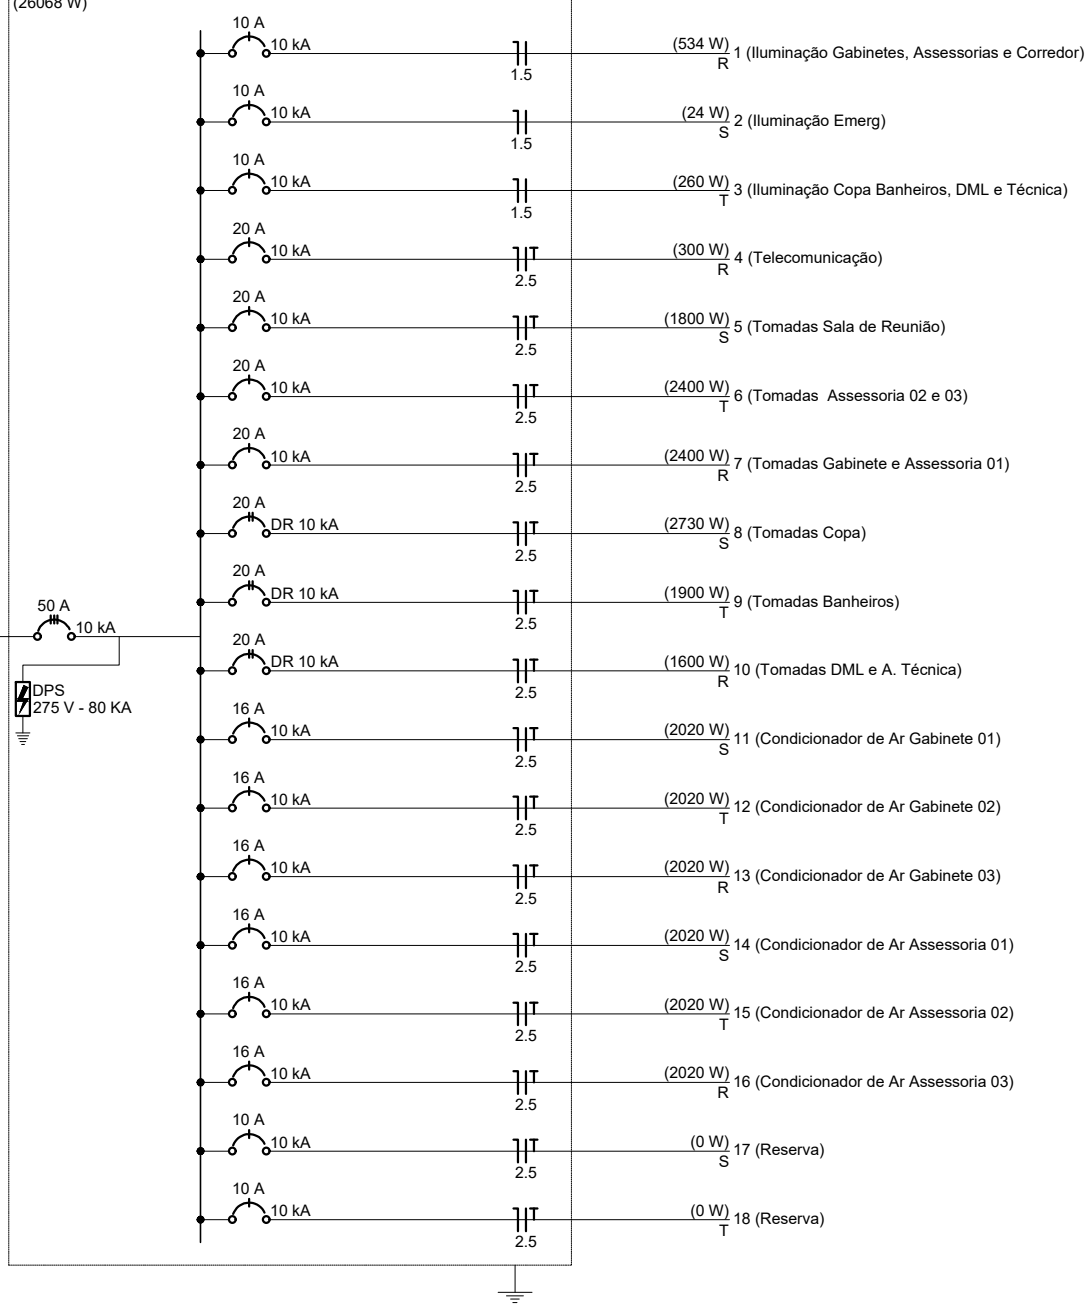 (26068 W)
10 A
10 kA
1.5
(534 W)
R
1 (Iluminação Gabinetes, Assessorias e Corredor)
10 A
10 kA
1.5
(24 W)
S
2 (Iluminação Emerg)
10 A
10 kA
1.5
(260 W)
T
3 (Iluminação Copa Banheiros, DML e Técnica)
20 A
10 kA
T
2.5
(300 W)
R
4 (Telecomunicação)
20 A
10 kA
T
2.5
(1800 W)
S
5 (Tomadas Sala de Reunião)
20 A
10 kA
T
2.5
(2400 W)
T
6 (Tomadas  Assessoria 02 e 03)
20 A
10 kA
T
2.5
(2400 W)
R
7 (Tomadas Gabinete e Assessoria 01)
20 A
DR 10 kA
T
2.5
(2730 W)
S
8 (Tomadas Copa)
20 A
DR 10 kA
T
2.5
(1900 W)
T
9 (Tomadas Banheiros)
50 A
10 kA
20 A
DR 10 kA
T
2.5
(1600 W)
R
10 (Tomadas DML e A. Técnica)
DPS
275 V - 80 KA
16 A
10 kA
T
2.5
(2020 W)
S
11 (Condicionador de Ar Gabinete 01)
16 A
10 kA
T
2.5
(2020 W)
T
12 (Condicionador de Ar Gabinete 02)
16 A
10 kA
T
2.5
(2020 W)
R
13 (Condicionador de Ar Gabinete 03)
16 A
10 kA
T
2.5
(2020 W)
S
14 (Condicionador de Ar Assessoria 01)
16 A
10 kA
T
2.5
(2020 W)
T
15 (Condicionador de Ar Assessoria 02)
16 A
10 kA
T
2.5
(2020 W)
R
16 (Condicionador de Ar Assessoria 03)
10 A
10 kA
T
2.5
(0 W)
S
17 (Reserva)
10 A
10 kA
T
2.5
(0 W)
T
18 (Reserva)